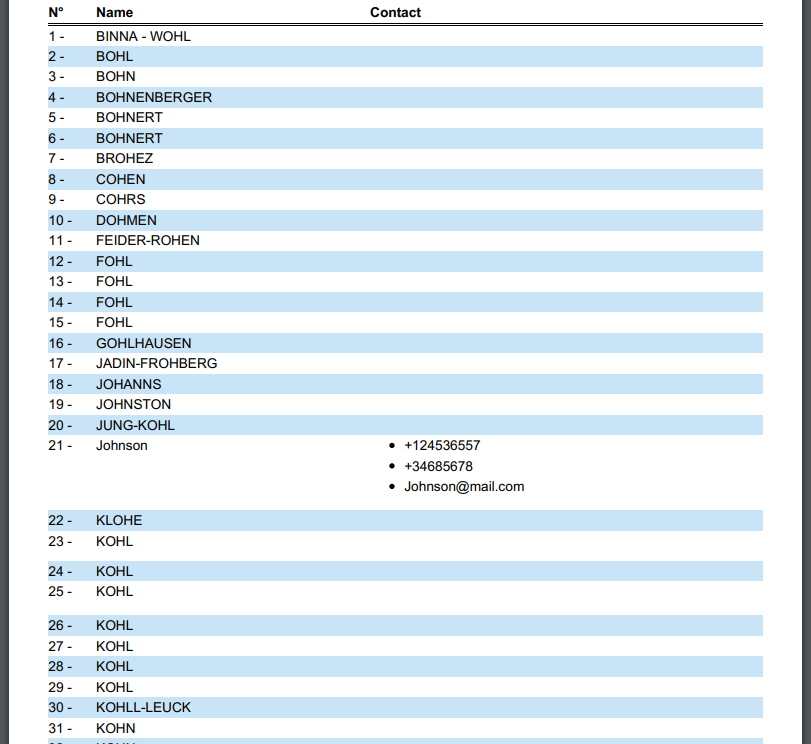 N° Name Contact
1 - BINNA - WOHL
2 - BOHL
3 - BOHN
4 - BOHNENBERGER
5 - BOHNERT
6 - BOHNERT
7 - BROHEZ
8 - COHEN
9 - COHRS
10 - DOHMEN
11 - FEIDER-ROHEN
12 - FOHL
13 - FOHL
14 - FOHL
15 - FOHL
16 - GOHLHAUSEN
17 - JADIN-FROHBERG
18 - JOHANNS
19 - JOHNSTON
20 - JUNG-KOHL
21 - Johnson • +124536557
• +34685678
• Johnson@mail.com
22 - KLOHE
23 - KOHL
24 - KOHL
25 - KOHL
26 - KOHL
27 - KOHL
28 - KOHL
29 - KOHL
30 - KOHLL-LEUCK
31 - KOHN